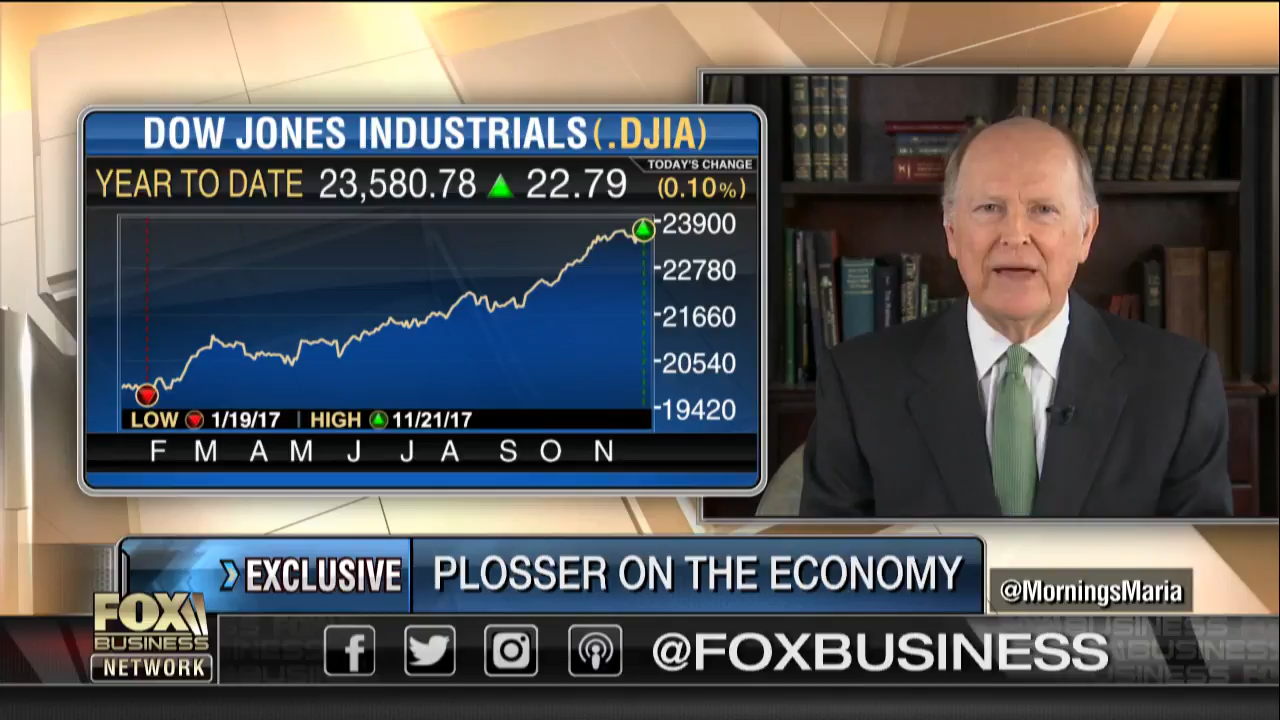 DOW JONES INDUSTRIALS (.DJIA)
TODAY'S CHANGE
YEAR TO DATE 23,580.78 ▲ 22.79 (0.10%)
23900
22780
21660
20540
19420
LOW 1/19/17 | HIGH 11/21/17
F M A M J J A S O N
EXCLUSIVE
PLOSSER ON THE ECONOMY
@MorningsMaria
FOX
BUSINESS
NETWORK
@FOXBUSINESS